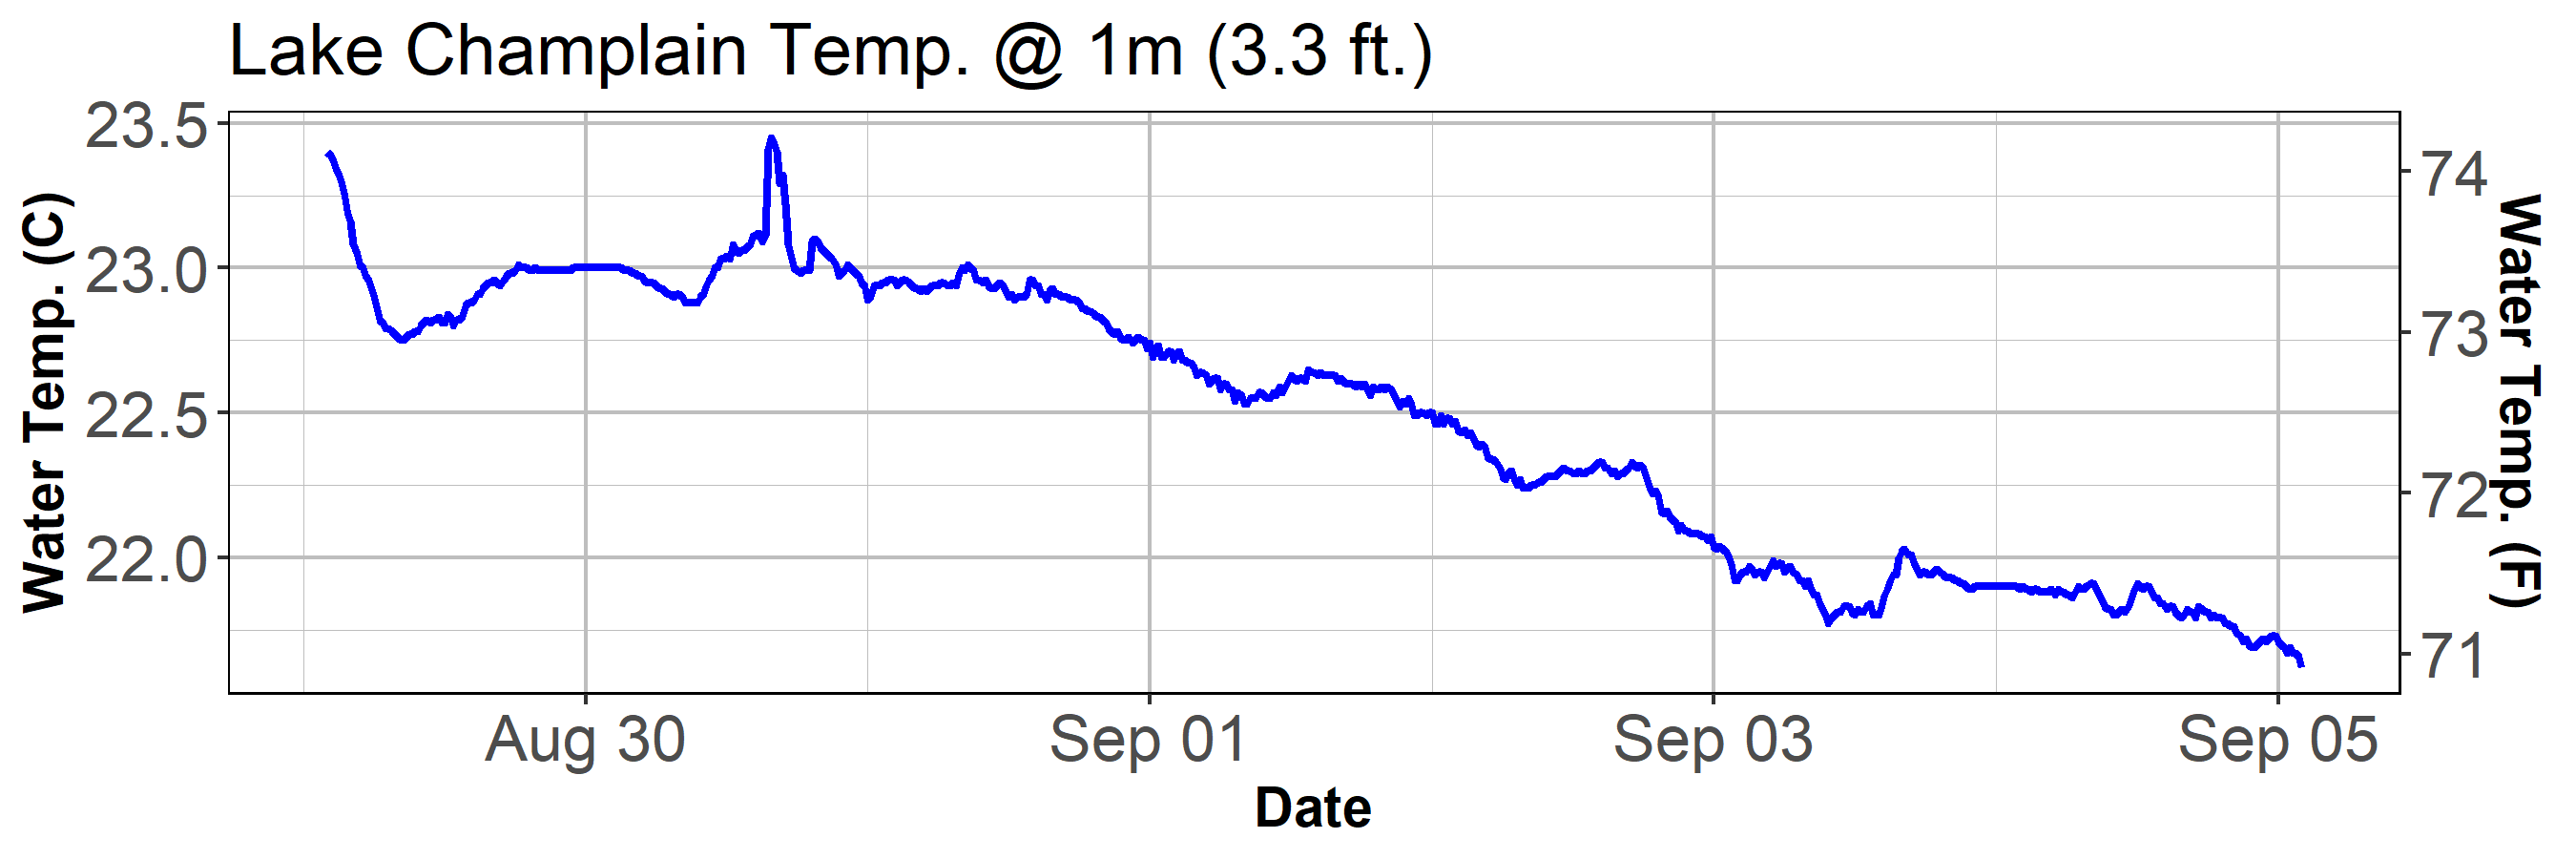 Lake Champlain Temp. @ 1m (3.3 ft.)
23.5
23.0
22.5
22.0
Water Temp. (C)
74
73
72
71
Water Temp. (F)
Aug 30
Sep 01
Sep 03
Sep 05
Date